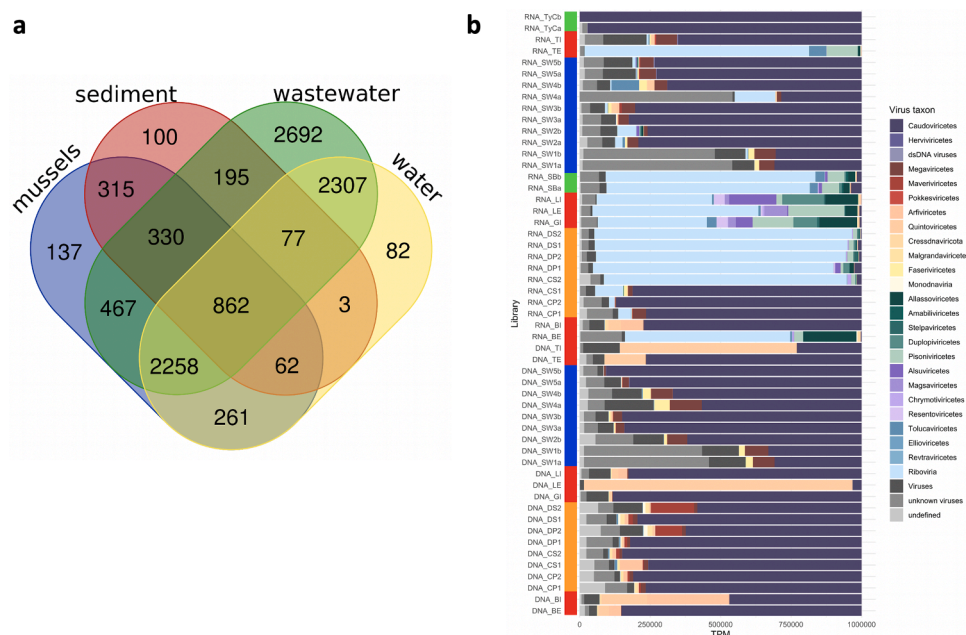 a
sediment
wastewater
mussels
water
100
2692
315
195
2307
137
330
77
82
467
862
3
2258
62
261
b
RNA_TyCb
RNA_TyCa
RNA_TI
RNA_TE
RNA_SW5b
RNA_SW5a
RNA_SW4b
RNA_SW4a
RNA_SW3b
RNA_SW3a
RNA_SW2b
RNA_SW2a
RNA_SW1b
RNA_SW1a
RNA_SBb
RNA_SBa
RNA_LI
RNA_LE
RNA_GI
RNA_DS2
RNA_DS1
RNA_DP2
RNA_DP1
RNA_CS2
RNA_CS1
RNA_CP2
RNA_CP1
RNA_BI
RNA_BE
DNA_TI
DNA_TE
DNA_SW5b
DNA_SW5a
DNA_SW4b
DNA_SW4a
DNA_SW3b
DNA_SW3a
DNA_SW2b
DNA_SW1b
DNA_SW1a
DNA_LI
DNA_LE
DNA_GI
DNA_DS2
DNA_DS1
DNA_DP2
DNA_DP1
DNA_CS2
DNA_CS1
DNA_CP2
DNA_CP1
DNA_BI
DNA_BE
Library
0
250000
500000
750000
1000000
TPM
Virus taxon
Caudoviricetes
Herviviricetes
dsDNA viruses
Megaviricetes
Maveriviricetes
Pokkesviricetes
Arfiviricetes
Quintoviricetes
Cressdnaviricota
Malgrandaviricetes
Faserviricetes
Monodnaviria
Allassoviricetes
Amabiliviricetes
Stelpaviricetes
Duplopiviricetes
Pisoniviricetes
Alsuviricetes
Magsaviricetes
Chrymotiviricetes
Resentoviricetes
Tolucaviricetes
Ellioviricetes
Revtraviricetes
Riboviria
Viruses
unknown viruses
undefined